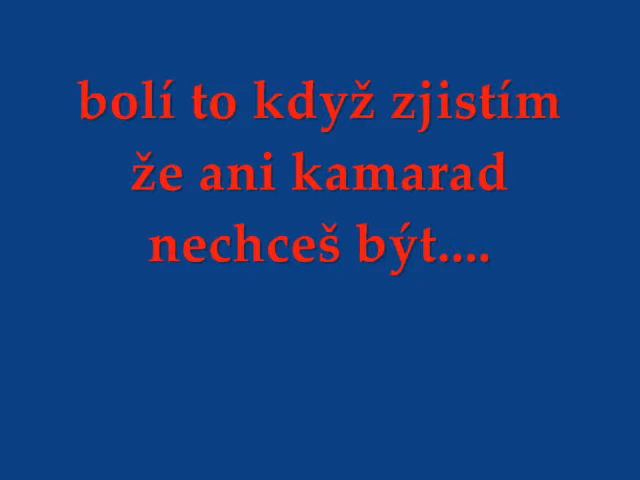 bolí to když zjistím
že ani kamarad
nechceš být....